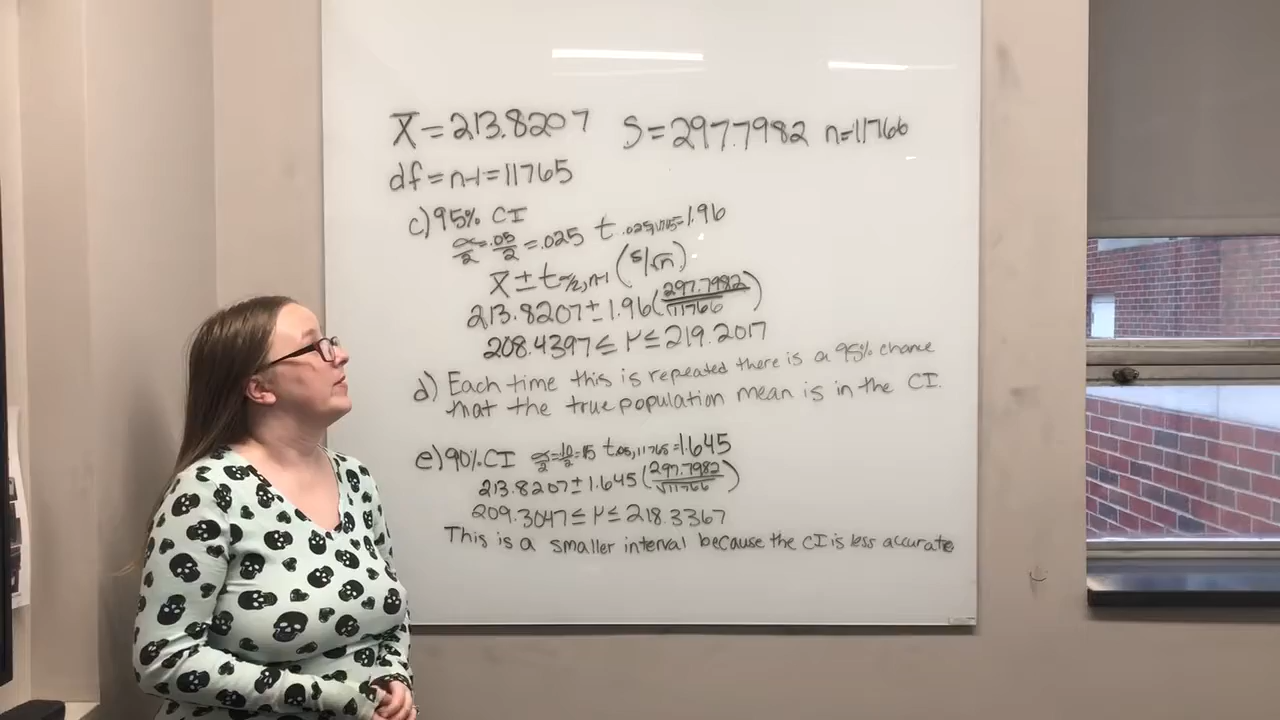 x̄ = 213.8207 S = 297.7982 n = 11766
df = n-1 = 11765
c) 95% CI
α/2 = .05/2 = .025 t .025,11765 = 1.96
x̄ ± t α/2, n-1 (s/√n)
213.8207 ± 1.96 (297.7982/√11766)
208.4397 ≤ μ ≤ 219.2017
d) Each time this is repeated there is a 95% chance
that the true population mean is in the CI.
e) 90% CI α/2 = .10/2 = .05 t.05,11765 = 1.645
213.8207 ± 1.645 (297.7982/√11766)
209.3047 ≤ μ ≤ 218.3367
This is a smaller interval because the CI is less accurate